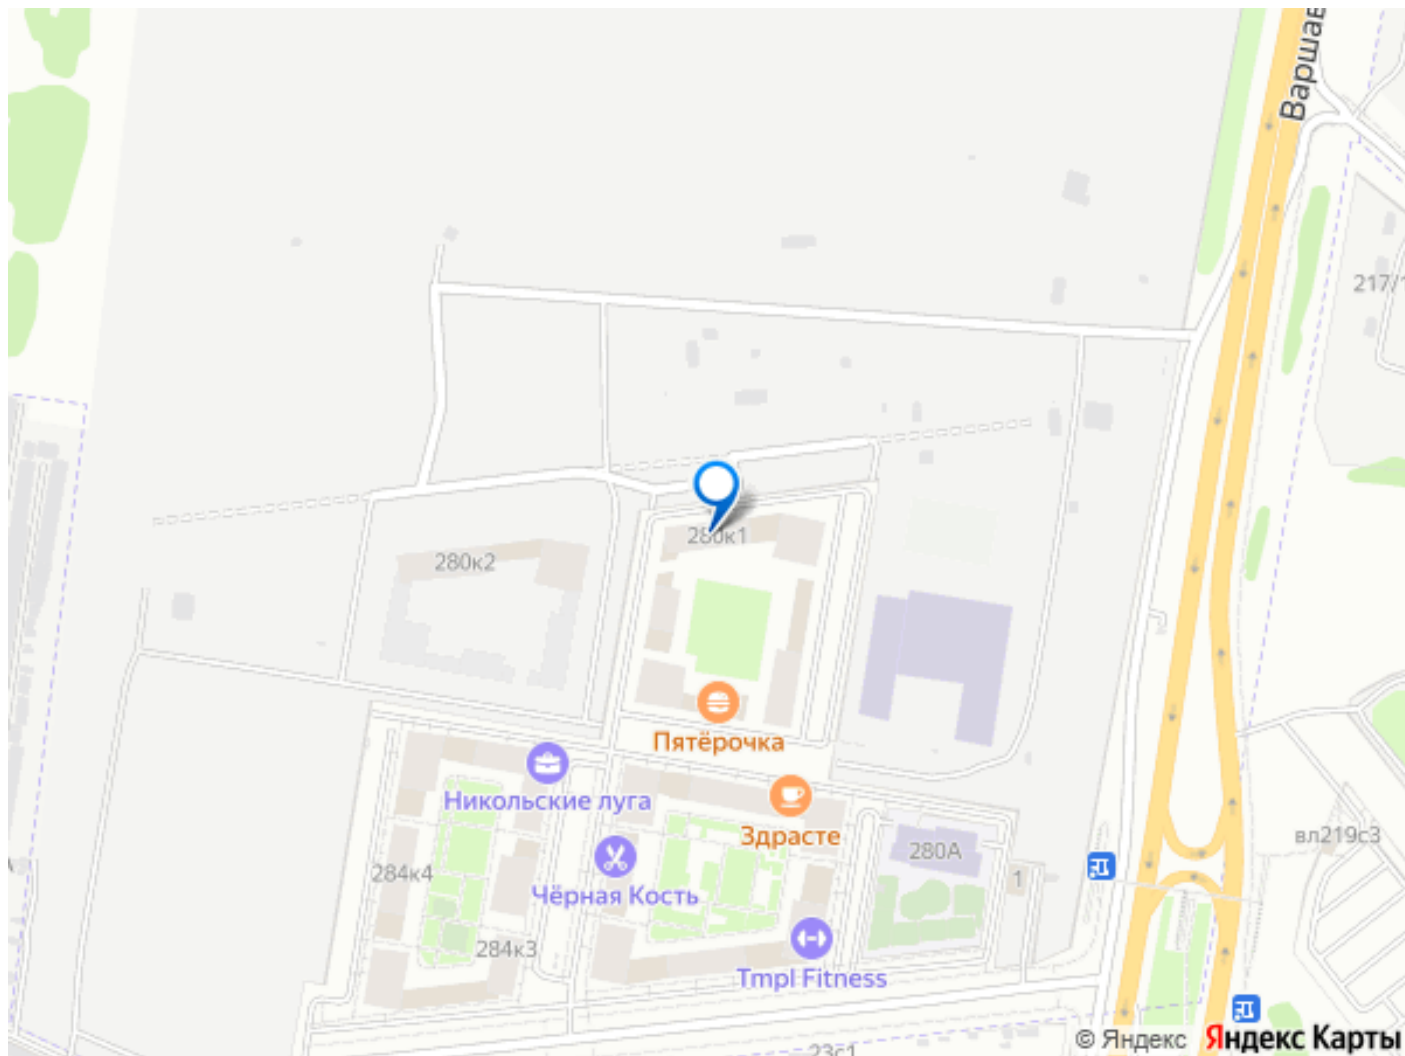 Варшав
217/1
280к1
280к2
Пятёрочка
Никольские луга
Здрасте
вл219с3
280А
284к4
1
Чёрная Кость
284к3
Tmpl Fitness
© Яндекс Яндекс Карты
23с1